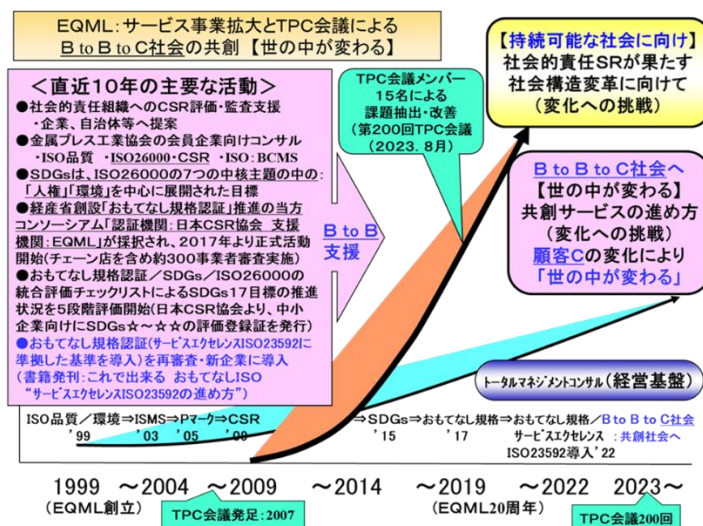 EQML:サービス事業拡大とTPC会議による
B to B to C社会の共創 【世の中が変わる】
<直近10年の主要な活動>
●社会的責任組織へのCSR評価・監査支援
・企業、自治体等へ提案
●金属プレス工業協会の会員企業向けコンサル
・ISO品質 ・ISO26000・CSR ・ISO:BCMS
●SDGsは、ISO26000の7つの中核主題の中の:
「人権」「環境」を中心に展開された目標
●経産省創設「おもてなし規格認証」推進の当方
コンソーシアム「認証機関:日本CSR協会 支援
機関:EQML」が採択され、2017年より正式活動
開始(チェーン店を含め約300事業者審査実施)
●おもてなし規格認証/SDGs/ISO26000の
統合評価チェックリストによるSDGs17目標の推進
状況を5段階評価開始(日本CSR協会より、中小
企業向けにSDGs☆~☆☆の評価登録証を発行)
●おもてなし規格認証(サービスエクセレンスISO23592に
準拠した基準を導入)を再審査・新企業に導入
(書籍発刊:これで出来る おもてなしISO
“サービスエクセレンスISO23592の進め方”)
B to B
支援
TPC会議メンバー
15名による
課題抽出・改善
(第200回TPC会議
(2023.8月)
【持続可能な社会に向け】
社会的責任SRが果たす
社会構造変革に向けて
(変化への挑戦)
B to B to C社会へ
【世の中が変わる】
共創サービスの進め方
(変化への挑戦)
顧客Cの変化により
「世の中が変わる」
トータルマネジメントコンサル(経営基盤)
ISO品質/環境⇒ISMS⇒Pマーク⇒CSR ⇒SDGs⇒おもてなし規格⇒おもてなし規格/B to B to C社会
'99 '03 '05 '09 '15 '17 サービスエクセレンス :共創社会へ
ISO23592導入'22
1999 ~2004 ~2009 ~2014 ~2019 ~2022 2023~
(EQML創立) (EQML20周年)
TPC会議発足:2007
TPC会議200回